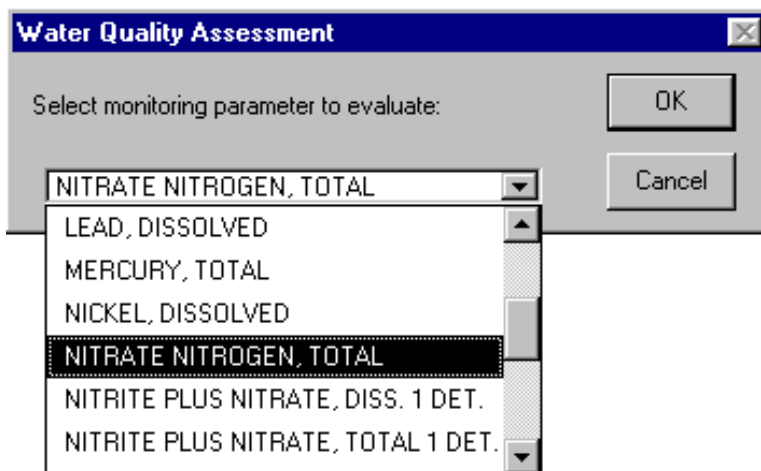 Water Quality Assessment
Select monitoring parameter to evaluate:
OK
NITRATE NITROGEN, TOTAL
Cancel
LEAD, DISSOLVED
MERCURY, TOTAL
NICKEL, DISSOLVED
NITRATE NITROGEN, TOTAL
NITRITE PLUS NITRATE, DISS. 1 DET.
NITRITE PLUS NITRATE, TOTAL 1 DET.